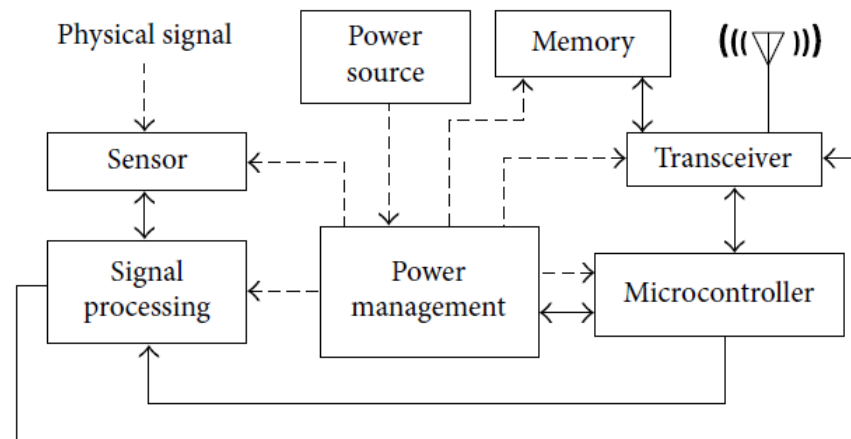 Physical signal
Power
source
Memory
Sensor
Transceiver
Signal
processing
Power
management
Microcontroller